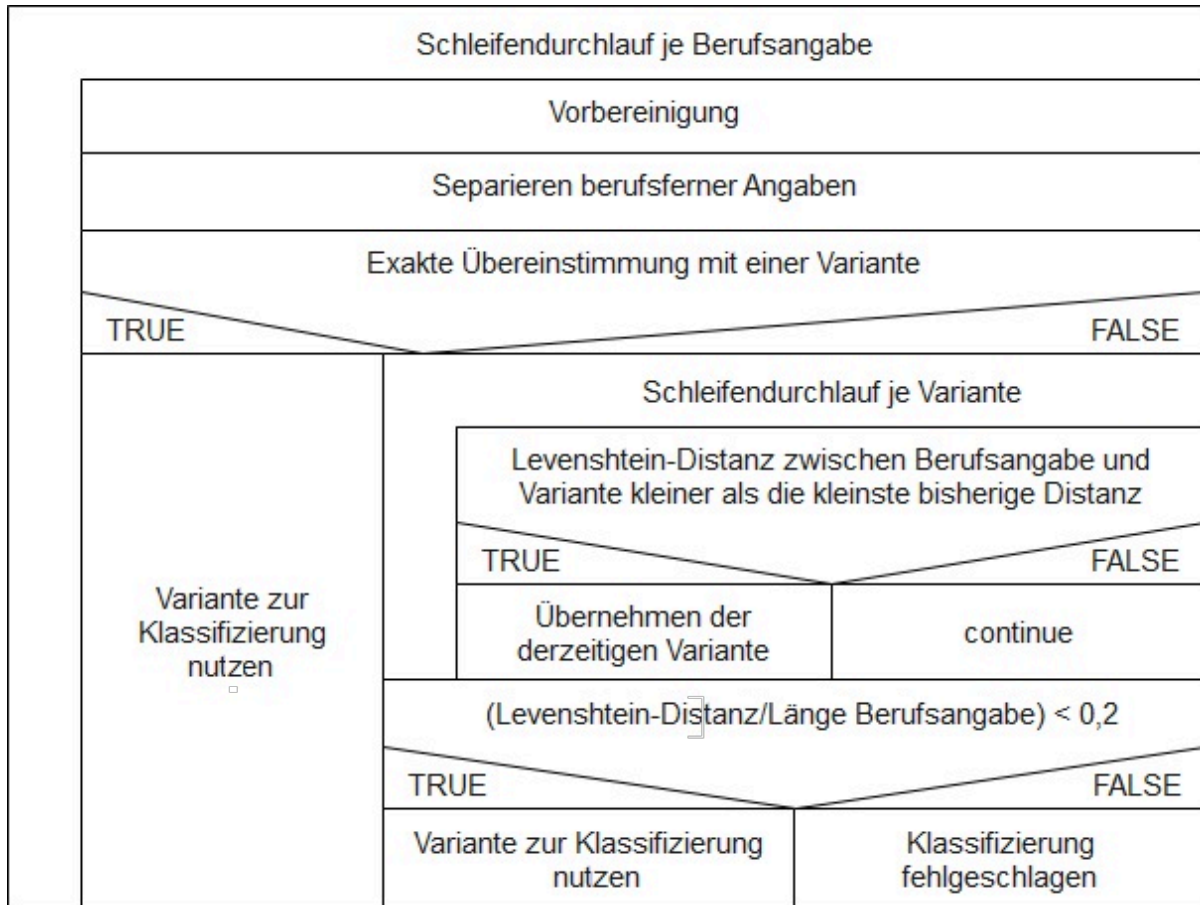 Schleifendurchlauf je Berufsangabe
Vorbereinigung
Separieren berufsferner Angaben
Exakte Übereinstimmung mit einer Variante
TRUE
FALSE
Variante zur
Klassifizierung
nutzen
Schleifendurchlauf je Variante
Levenshtein-Distanz zwischen Berufsangabe und
Variante kleiner als die kleinste bisherige Distanz
TRUE
FALSE
Übernehmen der
derzeitigen Variante
continue
(Levenshtein-Distanz/Länge Berufsangabe) < 0,2
TRUE
FALSE
Variante zur Klassifizierung
nutzen
Klassifizierung
fehlgeschlagen